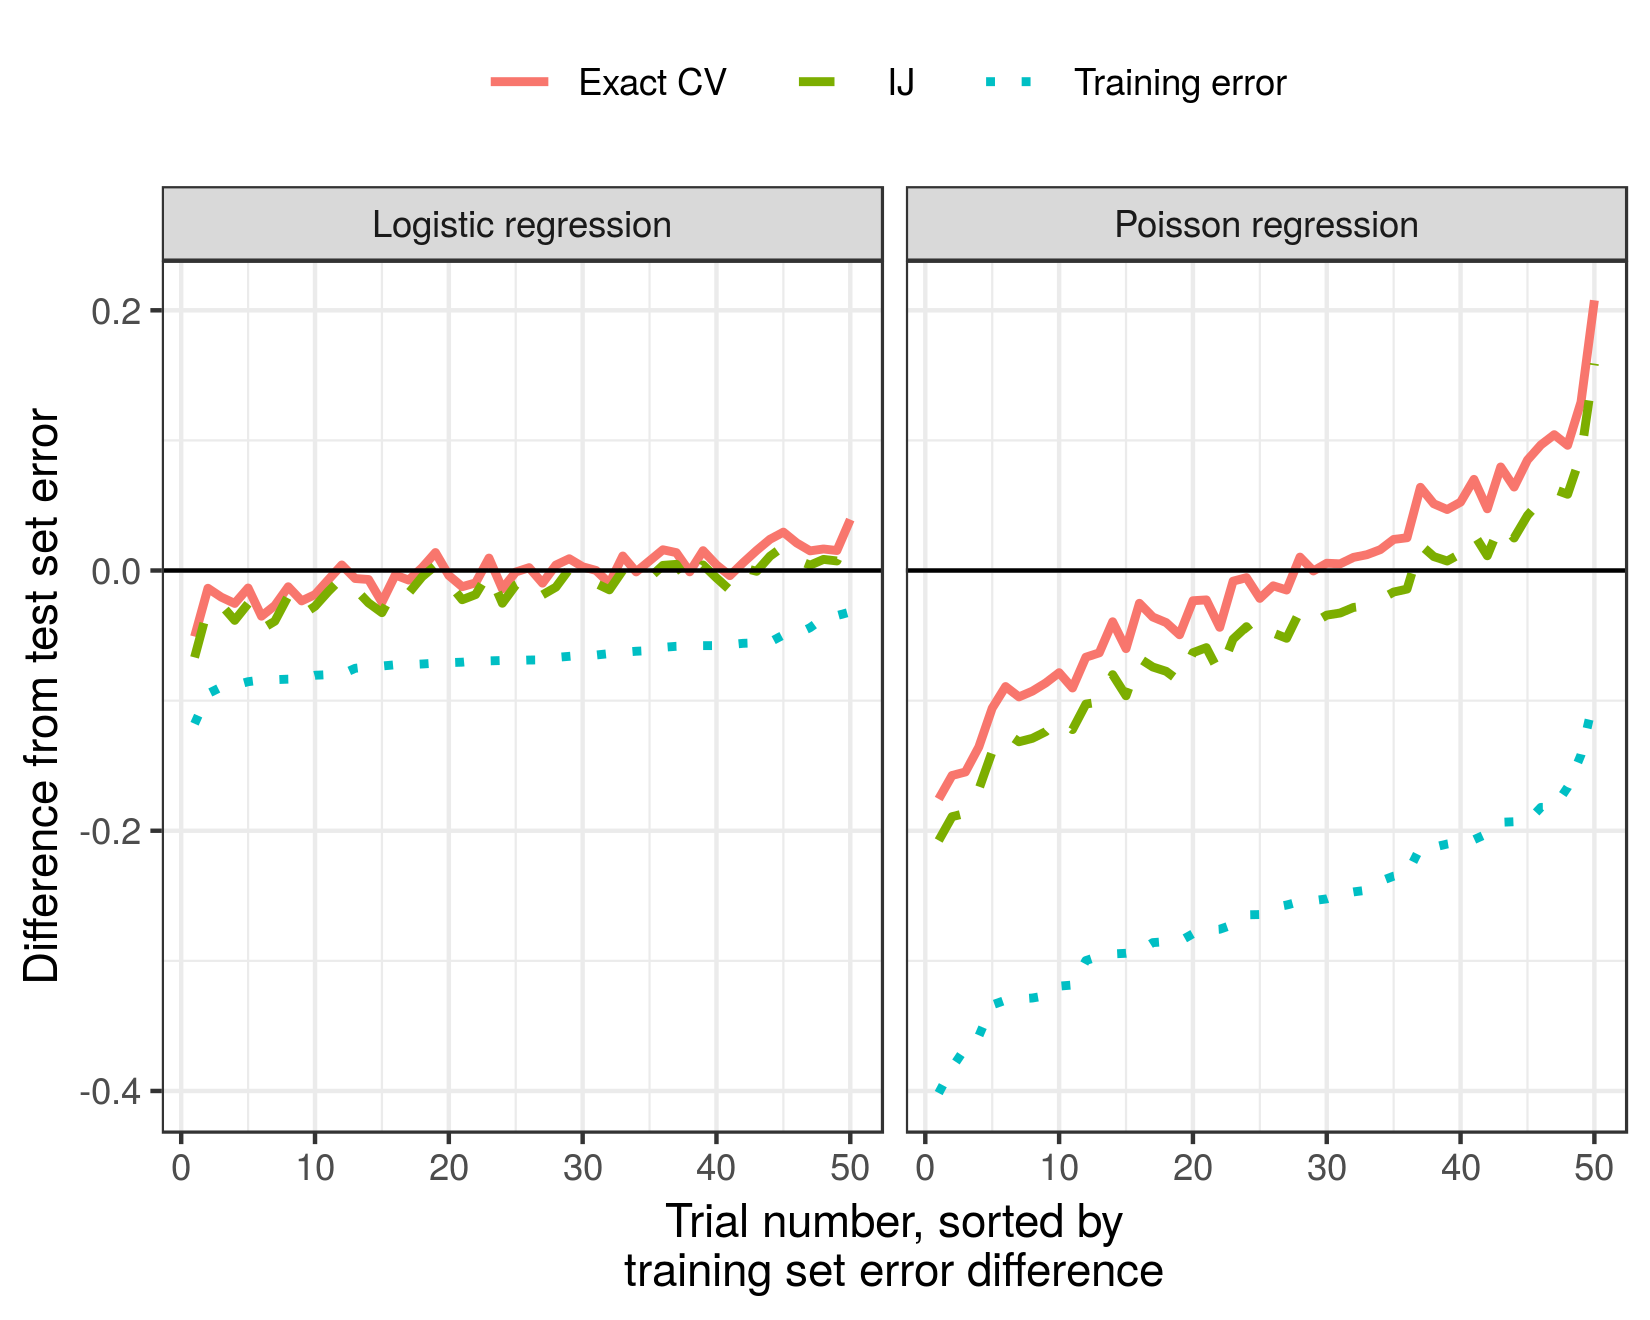 Exact CV IJ Training error
Logistic regression Poisson regression
Difference from test set error
0.2
0.0
-0.2
-0.4
0 10 20 30 40 50 0 10 20 30 40 50
Trial number, sorted by
training set error difference